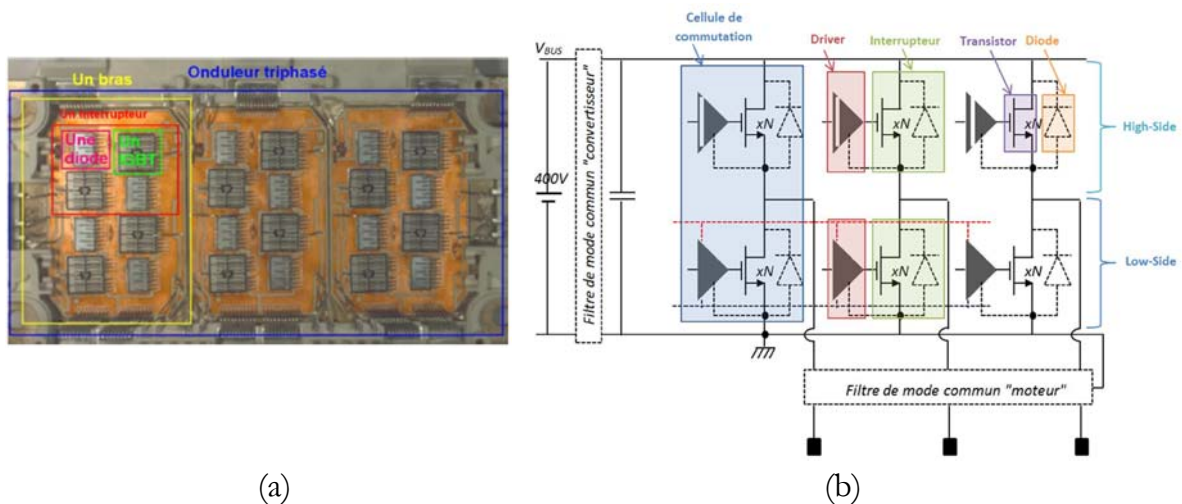 Onduleur triphasé
Un bras
Un interrupteur
Une
diode
Un
IGBT
(a)
Cellule de
commutation
Driver
Interrupteur
Transistor
Diode
VBUS
400V
Filtre de mode commun "convertisseur"
xN
xN
xN
High-Side
xN
xN
xN
Low-Side
Filtre de mode commun "moteur"
(b)